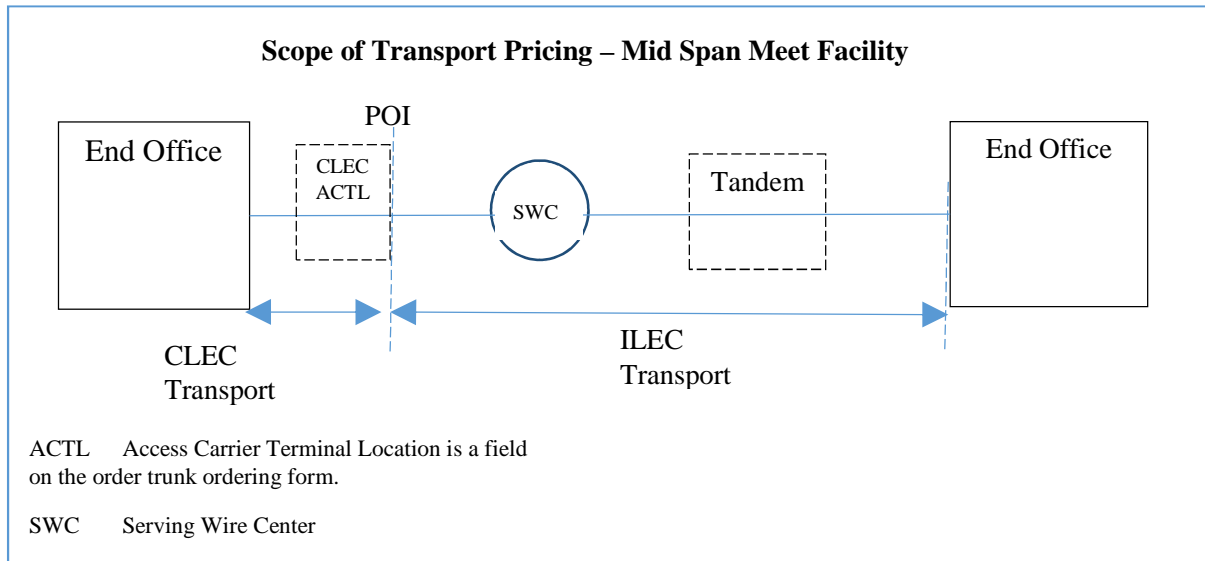 Scope of Transport Pricing – Mid Span Meet Facility
POI
End Office
CLEC
ACTL
SWC
Tandem
End Office
CLEC
Transport
ILEC
Transport
ACTL Access Carrier Terminal Location is a field
on the order trunk ordering form.
SWC Serving Wire Center